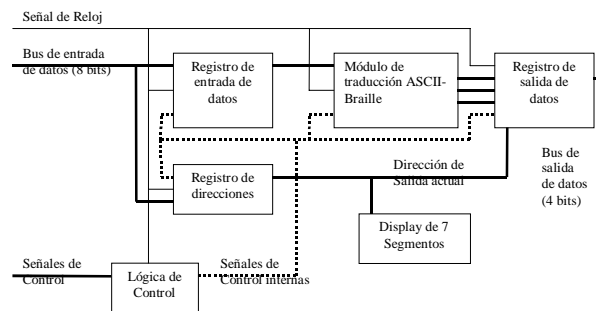 Señal de Reloj
Bus de entrada
de datos (8 bits)
Registro de
entrada de
datos
Módulo de
traducción ASCII-
Braille
Registro de
salida de
datos
Registro de
direcciones
Dirección de
Salida actual
Bus de
salida
de datos
(4 bits)
Display de 7
Segmentos
Señales de
Control
Lógica de
Control
Señales de
Control internas